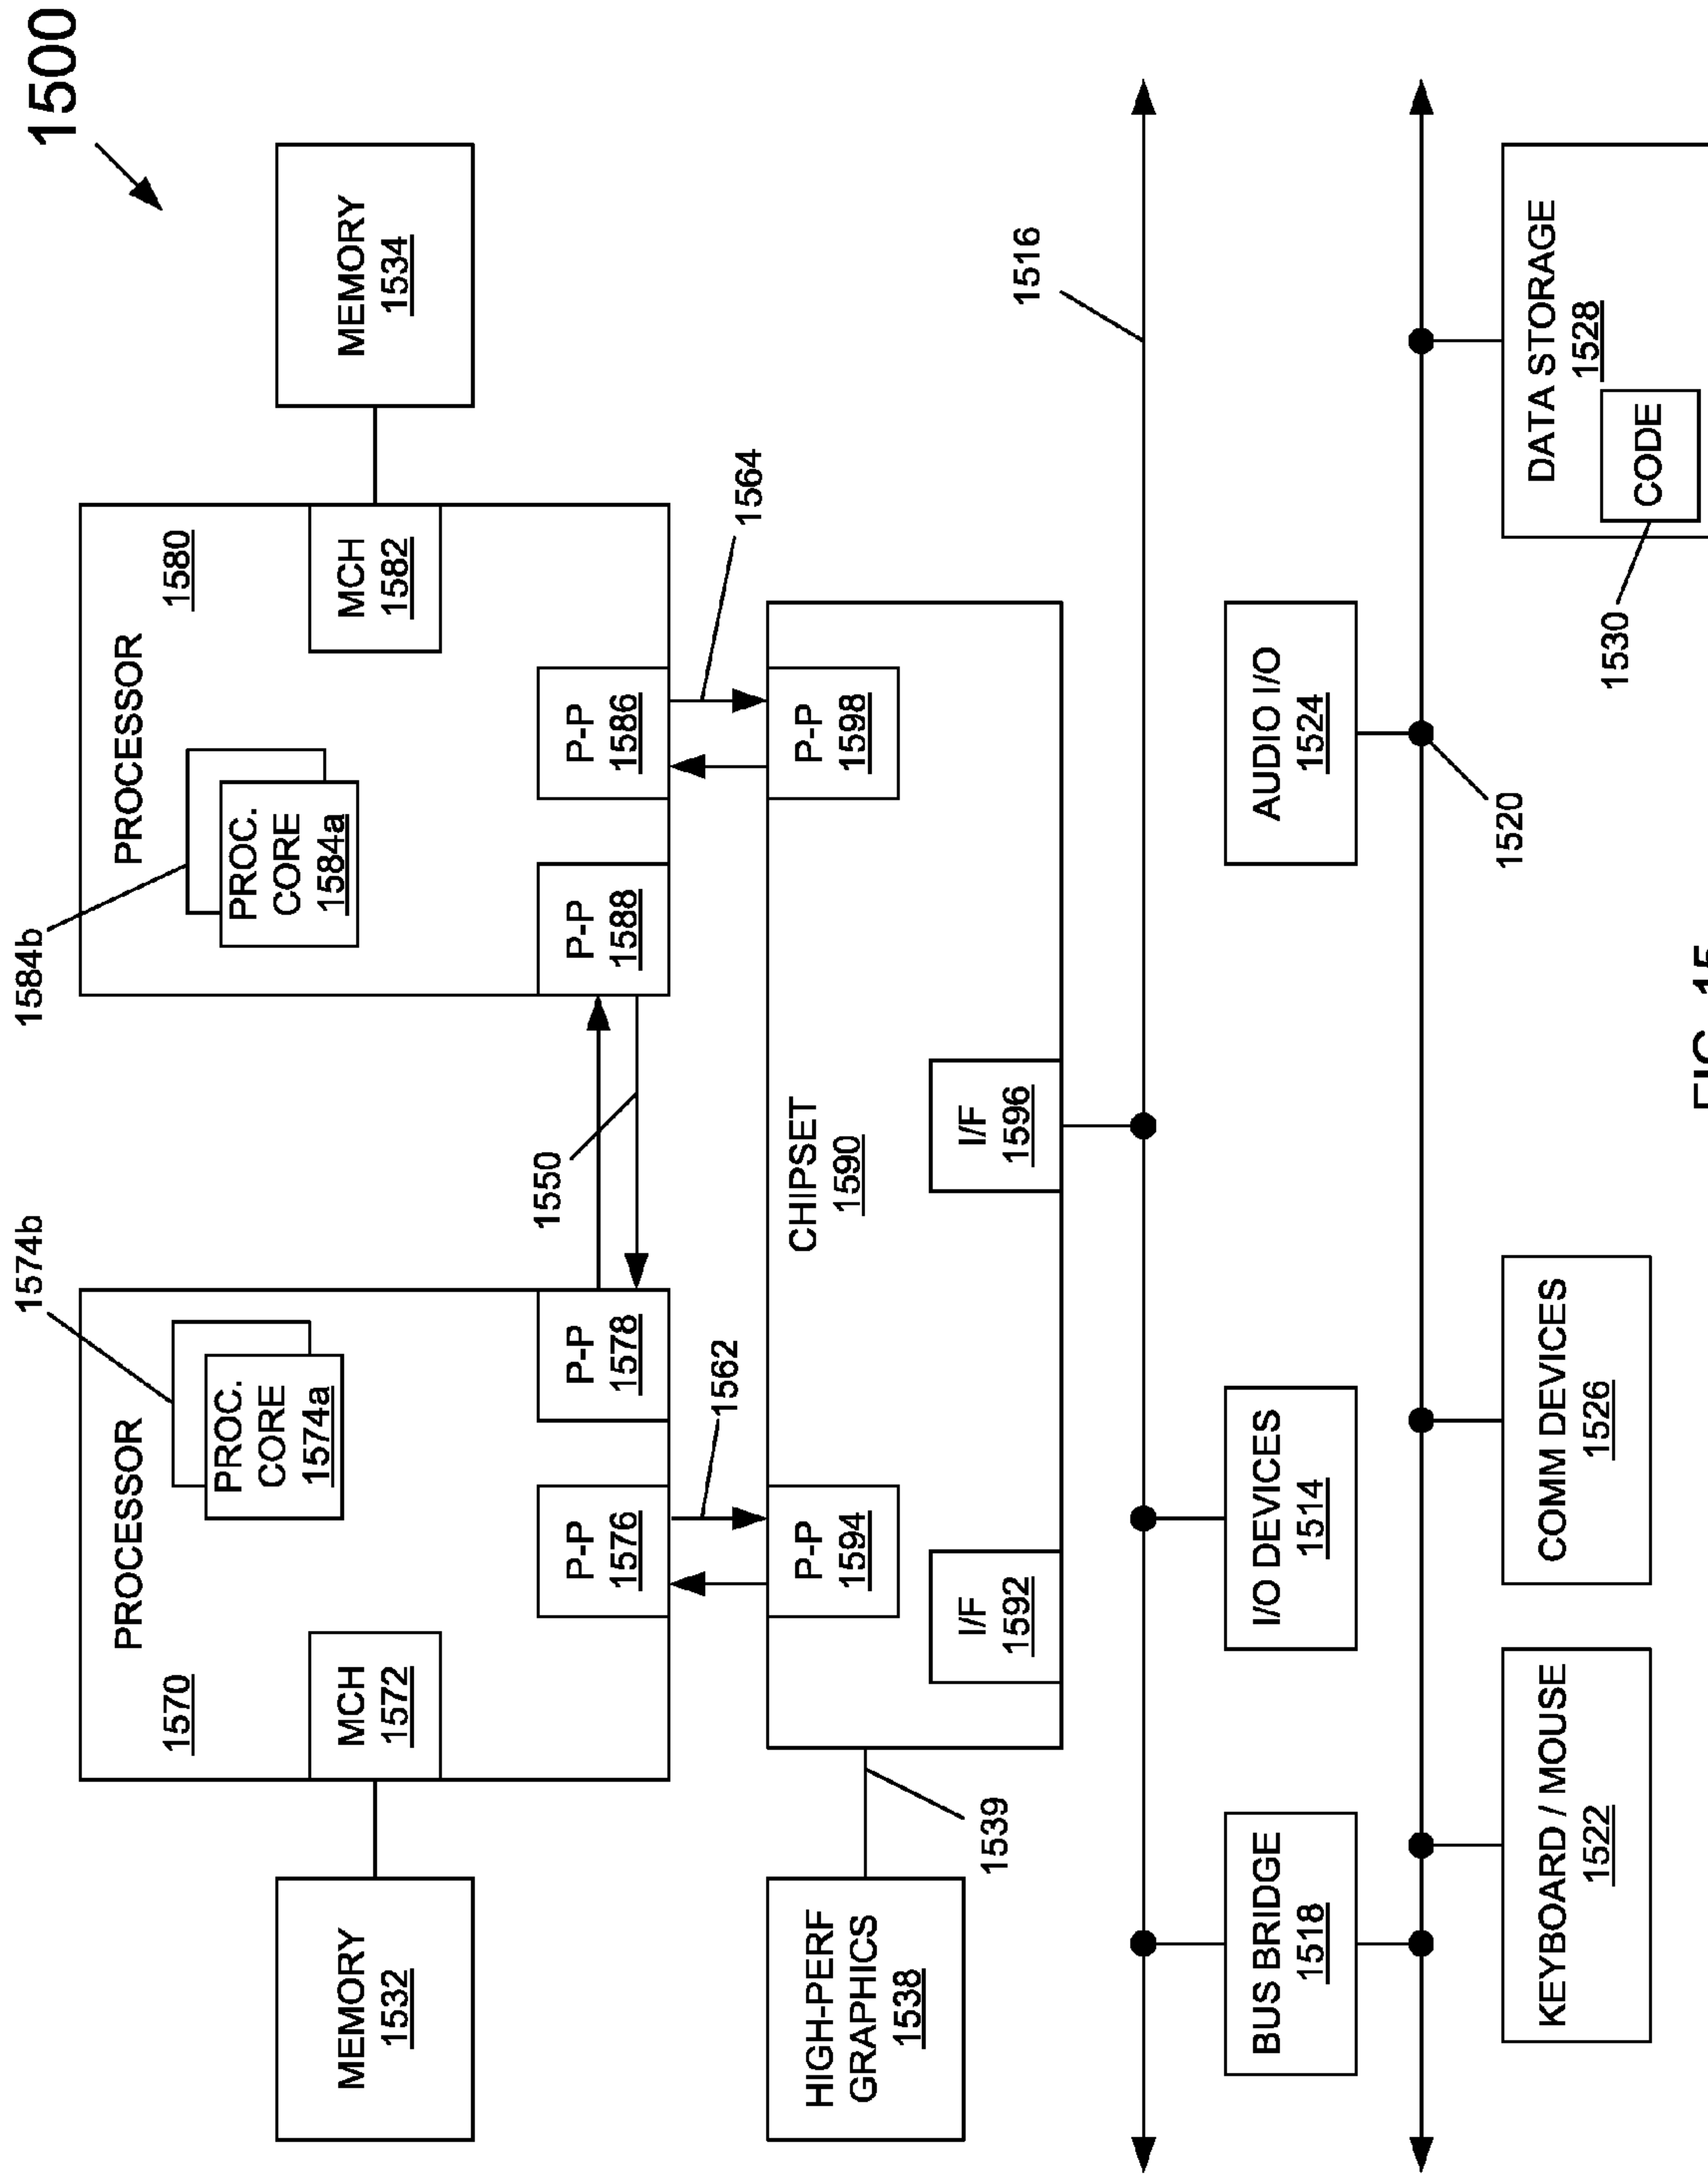 1500
1574b
1584b
PROCESSOR
1570
PROC.
CORE
1574a
MCH
1572
P-P
1576
P-P
1578
MEMORY
1532
PROCESSOR
1580
PROC.
CORE
1584a
MCH
1582
P-P
1588
P-P
1586
MEMORY
1534
1550
1562
1564
HIGH-PERF
GRAPHICS
1538
1539
CHIPSET
1590
P-P
1594
P-P
1598
I/F
1592
I/F
1596
1516
BUS BRIDGE
1518
I/O DEVICES
1514
AUDIO I/O
1524
1520
KEYBOARD / MOUSE
1522
COMM DEVICES
1526
DATA STORAGE
1528
CODE
1530
FIG. 15